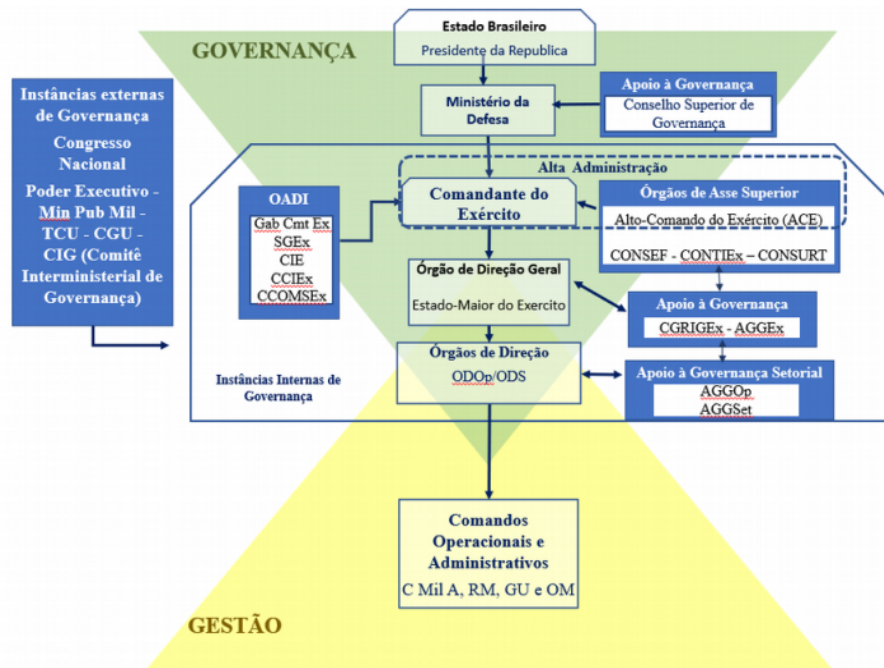 Estado Brasileiro
Presidente da Republica
GOVERNANÇA
Instâncias externas
de Governança
Congresso
Nacional
Poder Executivo -
Min Pub Mil -
TCU - CGU -
CIG (Comitê
Interministerial de
Governança)
Ministério da
Defesa
Apoio à Governança
Conselho Superior de
Governança
Alta Administração
OADI
Gab Cmt Ex
SGEx
CIE
CCIEx
CCOMSEx
Comandante do
Exército
Órgãos de Asse Superior
Alto-Comando do Exército (ACE)
CONSEF - CONTIEx – CONSURT
Órgão de Direção Geral
Estado-Maior do Exercito
Apoio à Governança
CGRIGEx - AGGEx
Órgãos de Direção
ODOp/ODS
Apoio à Governança Setorial
AGGOp
AGGSet
Instâncias Internas de
Governança
Comandos
Operacionais e
Administrativos
C Mil A, RM, GU e OM
GESTÃO